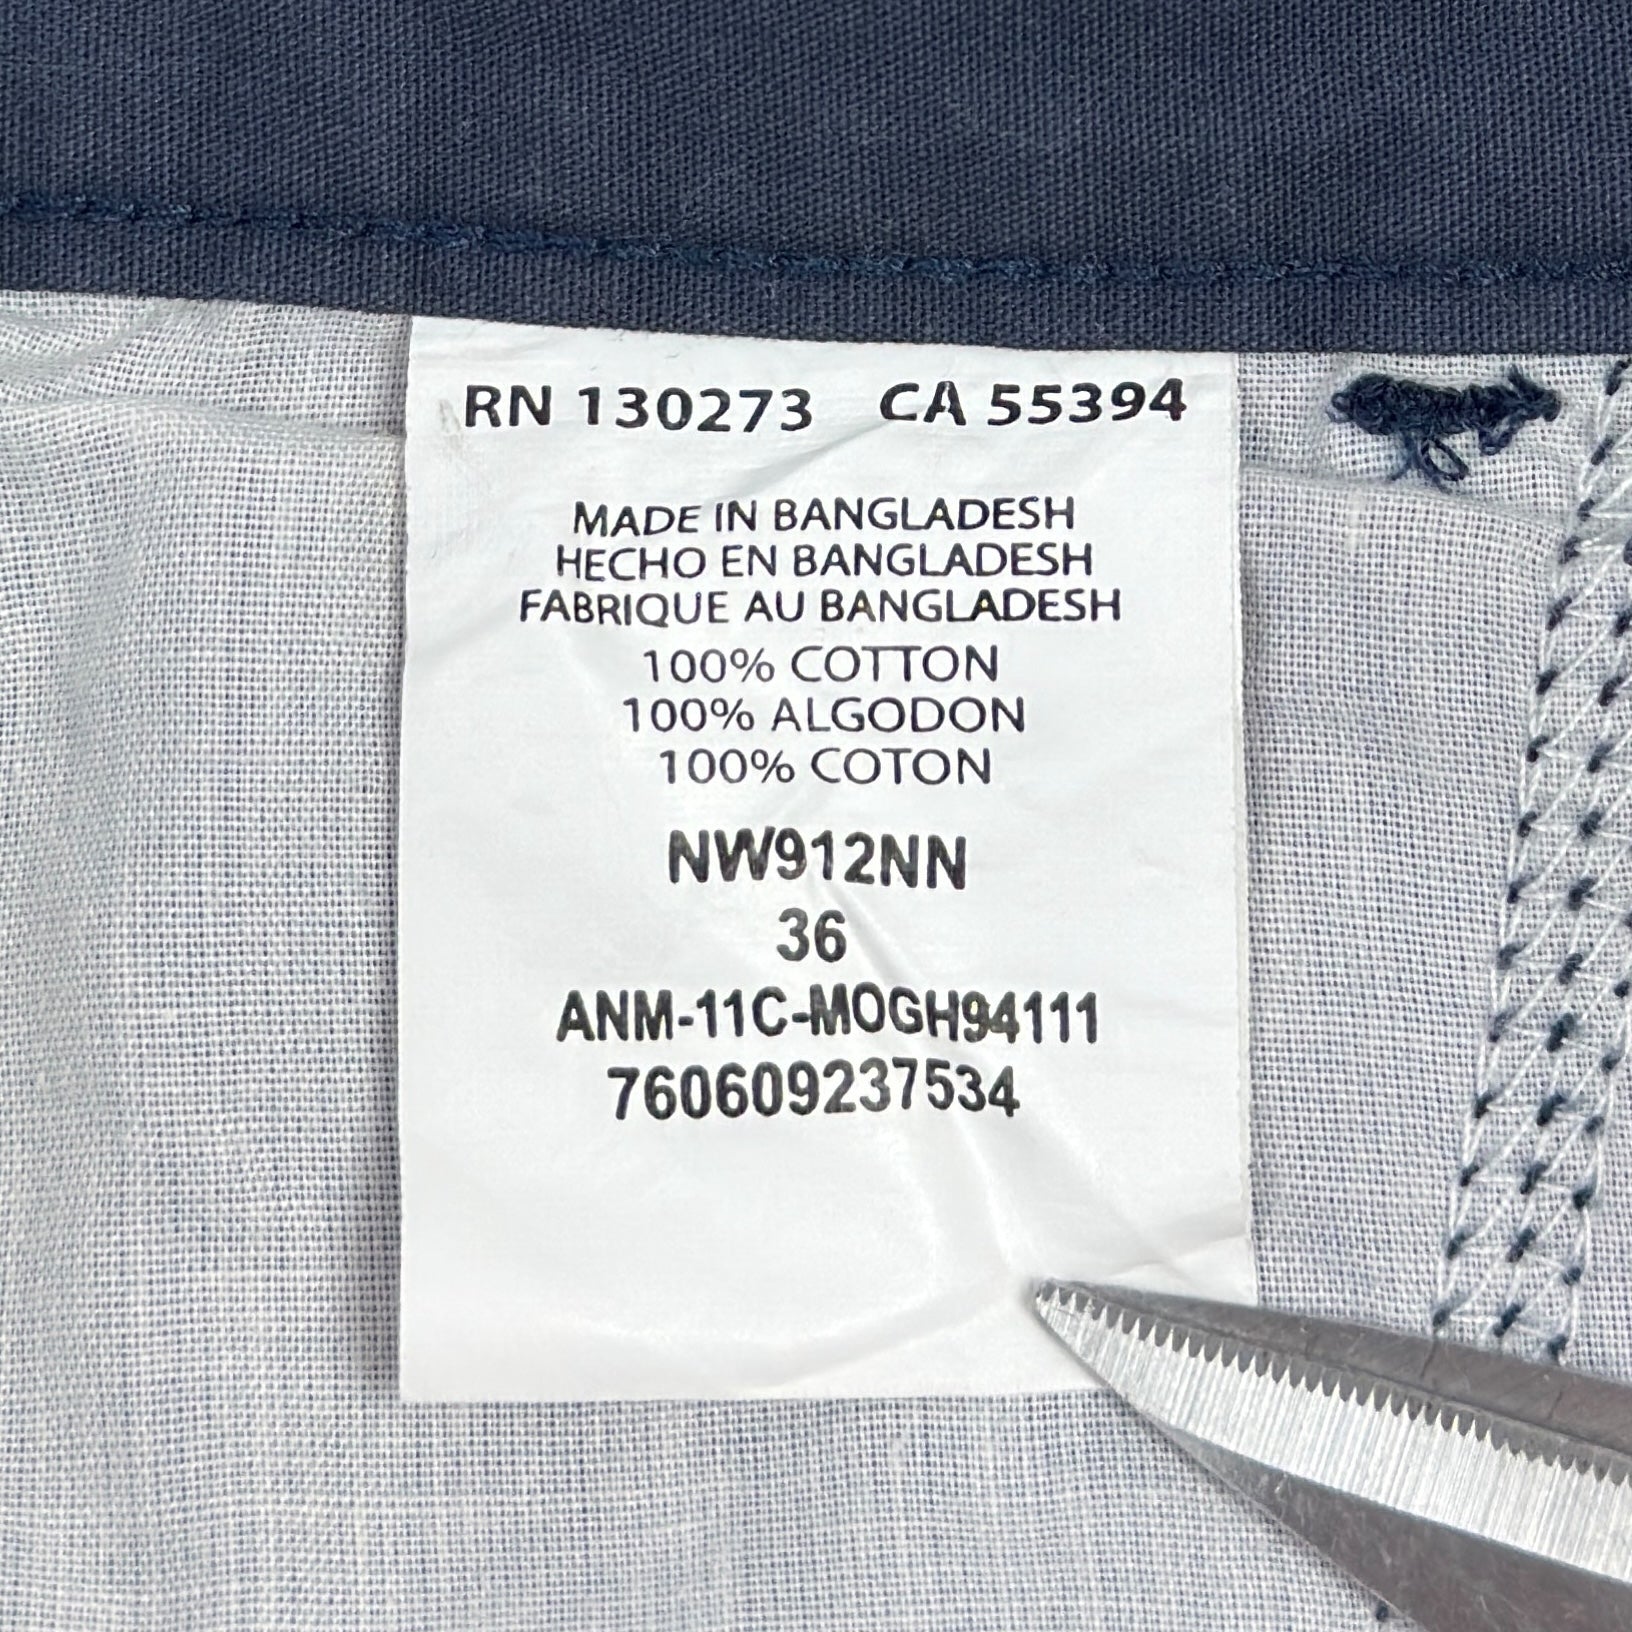 RN 130273 CA 55394
MADE IN BANGLADESH
HECHO EN BANGLADESH
FABRIQUE AU BANGLADESH
100% COTTON
100% ALGODON
100% COTON
NW912NN
36
ANM-11C-MOGH94111
760609237534